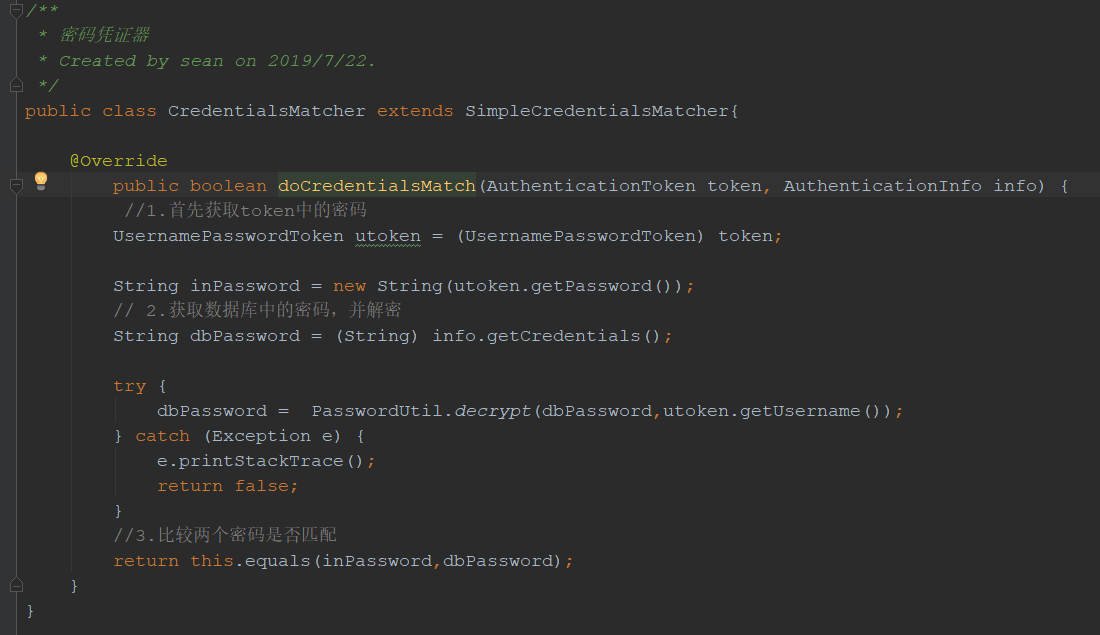 /**
 * 密码凭证器
 * Created by sean on 2019/7/22.
 */
public class CredentialsMatcher extends SimpleCredentialsMatcher{
@Override
public boolean doCredentialsMatch(AuthenticationToken token, AuthenticationInfo info) {
//1.首先获取token中的密码
UsernamePasswordToken utoken = (UsernamePasswordToken) token;
String inPassword = new String(utoken.getPassword());
// 2.获取数据库中的密码，并解密
String dbPassword = (String) info.getCredentials();
try {
dbPassword =  PasswordUtil.decrypt(dbPassword,utoken.getUsername());
} catch (Exception e) {
e.printStackTrace();
return false;
}
//3.比较两个密码是否匹配
return this.equals(inPassword,dbPassword);
}
}